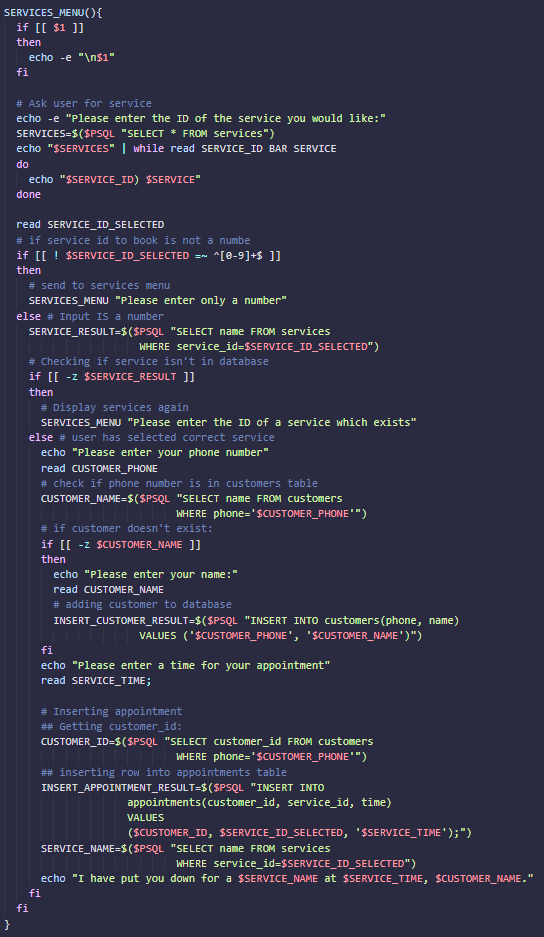 SERVICES_MENU(){
  if [[ $1 ]]
  then
    echo -e "\n$1"
  fi

  # Ask user for service
  echo -e "Please enter the ID of the service you would like:"
  SERVICES=$($PSQL "SELECT * FROM services")
  echo "$SERVICES" | while read SERVICE_ID BAR SERVICE
  do
    echo "$SERVICE_ID) $SERVICE"
  done

  read SERVICE_ID_SELECTED
  # if service id to book is not a numbe
  if [[ ! $SERVICE_ID_SELECTED =~ ^[0-9]+$ ]]
  then
    # send to services menu
    SERVICES_MENU "Please enter only a number"
  else # Input IS a number
    SERVICE_RESULT=$($PSQL "SELECT name FROM services
                      WHERE service_id=$SERVICE_ID_SELECTED")
    # Checking if service isn't in database
    if [[ -z $SERVICE_RESULT ]]
    then
      # Display services again
      SERVICES_MENU "Please enter the ID of a service which exists"
    else # user has selected correct service
      echo "Please enter your phone number"
      read CUSTOMER_PHONE
      # check if phone number is in customers table
      CUSTOMER_NAME=$($PSQL "SELECT name FROM customers
                            WHERE phone='$CUSTOMER_PHONE'")
      # if customer doesn't exist:
      if [[ -z $CUSTOMER_NAME ]]
      then
        echo "Please enter your name:"
        read CUSTOMER_NAME
        # adding customer to database
        INSERT_CUSTOMER_RESULT=$($PSQL "INSERT INTO customers(phone, name)
                      VALUES ('$CUSTOMER_PHONE', '$CUSTOMER_NAME')")
      fi
      echo "Please enter a time for your appointment"
      read SERVICE_TIME;

      # Inserting appointment
      ## Getting customer_id:
      CUSTOMER_ID=$($PSQL "SELECT customer_id FROM customers
                            WHERE phone='$CUSTOMER_PHONE'")
      ## inserting row into appointments table
      INSERT_APPOINTMENT_RESULT=$($PSQL "INSERT INTO
                    appointments(customer_id, service_id, time)
                    VALUES
                    ($CUSTOMER_ID, $SERVICE_ID_SELECTED, '$SERVICE_TIME');")
      SERVICE_NAME=$($PSQL "SELECT name FROM services
                            WHERE service_id=$SERVICE_ID_SELECTED")
      echo "I have put you down for a $SERVICE_NAME at $SERVICE_TIME, $CUSTOMER_NAME."
    fi
  fi
}